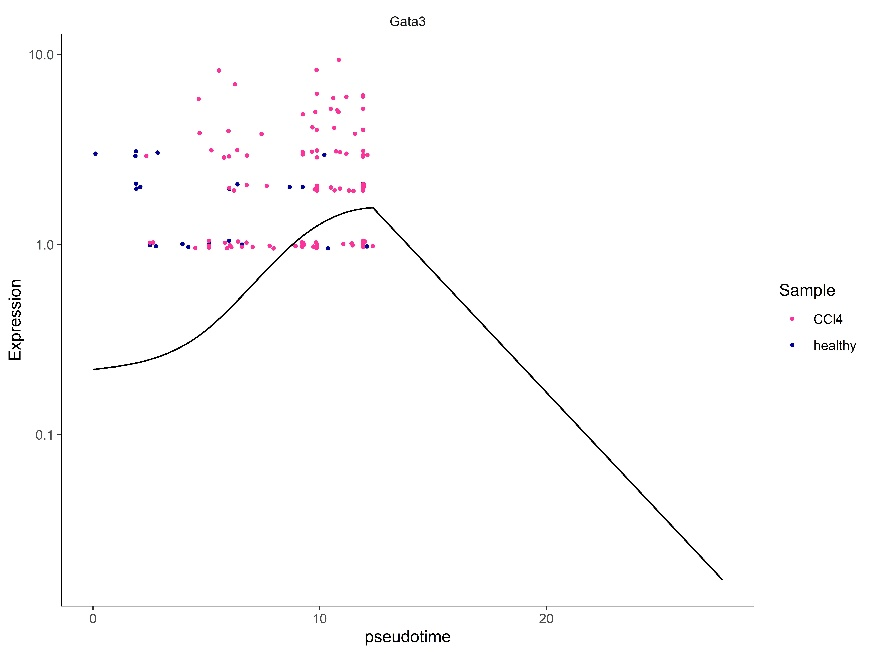 Gata3
10.0
1.0
0.1
Expression
0
10
20
pseudotime
Sample
CCl4
healthy